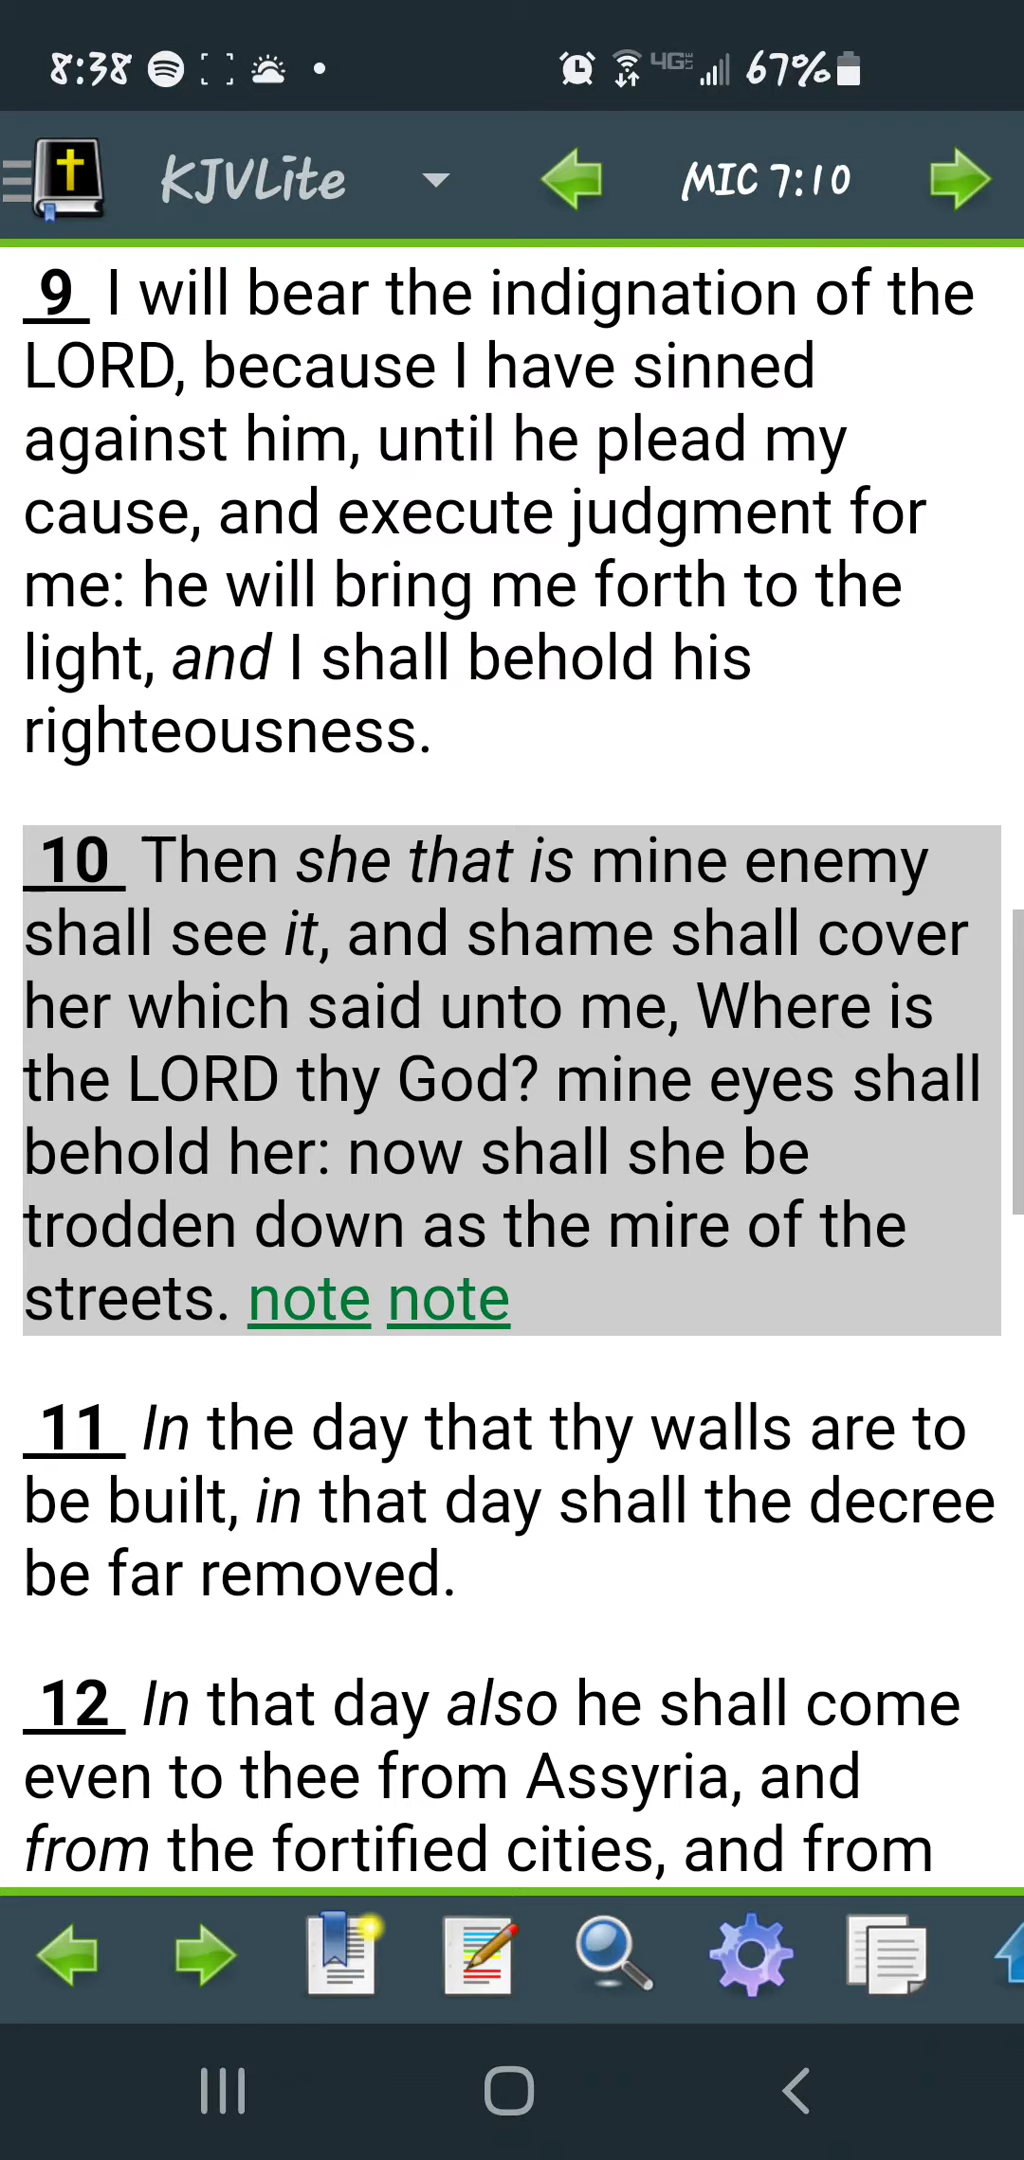 8:38 4GE 67%
KJVLite MIC 7:10
9 I will bear the indignation of the
LORD, because I have sinned
against him, until he plead my
cause, and execute judgment for
me: he will bring me forth to the
light, and I shall behold his
righteousness.
10 Then she that is mine enemy
shall see it, and shame shall cover
her which said unto me, Where is
the LORD thy God? mine eyes shall
behold her: now shall she be
trodden down as the mire of the
streets. note note
11 In the day that thy walls are to
be built, in that day shall the decree
be far removed.
12 In that day also he shall come
even to thee from Assyria, and
from the fortified cities, and from